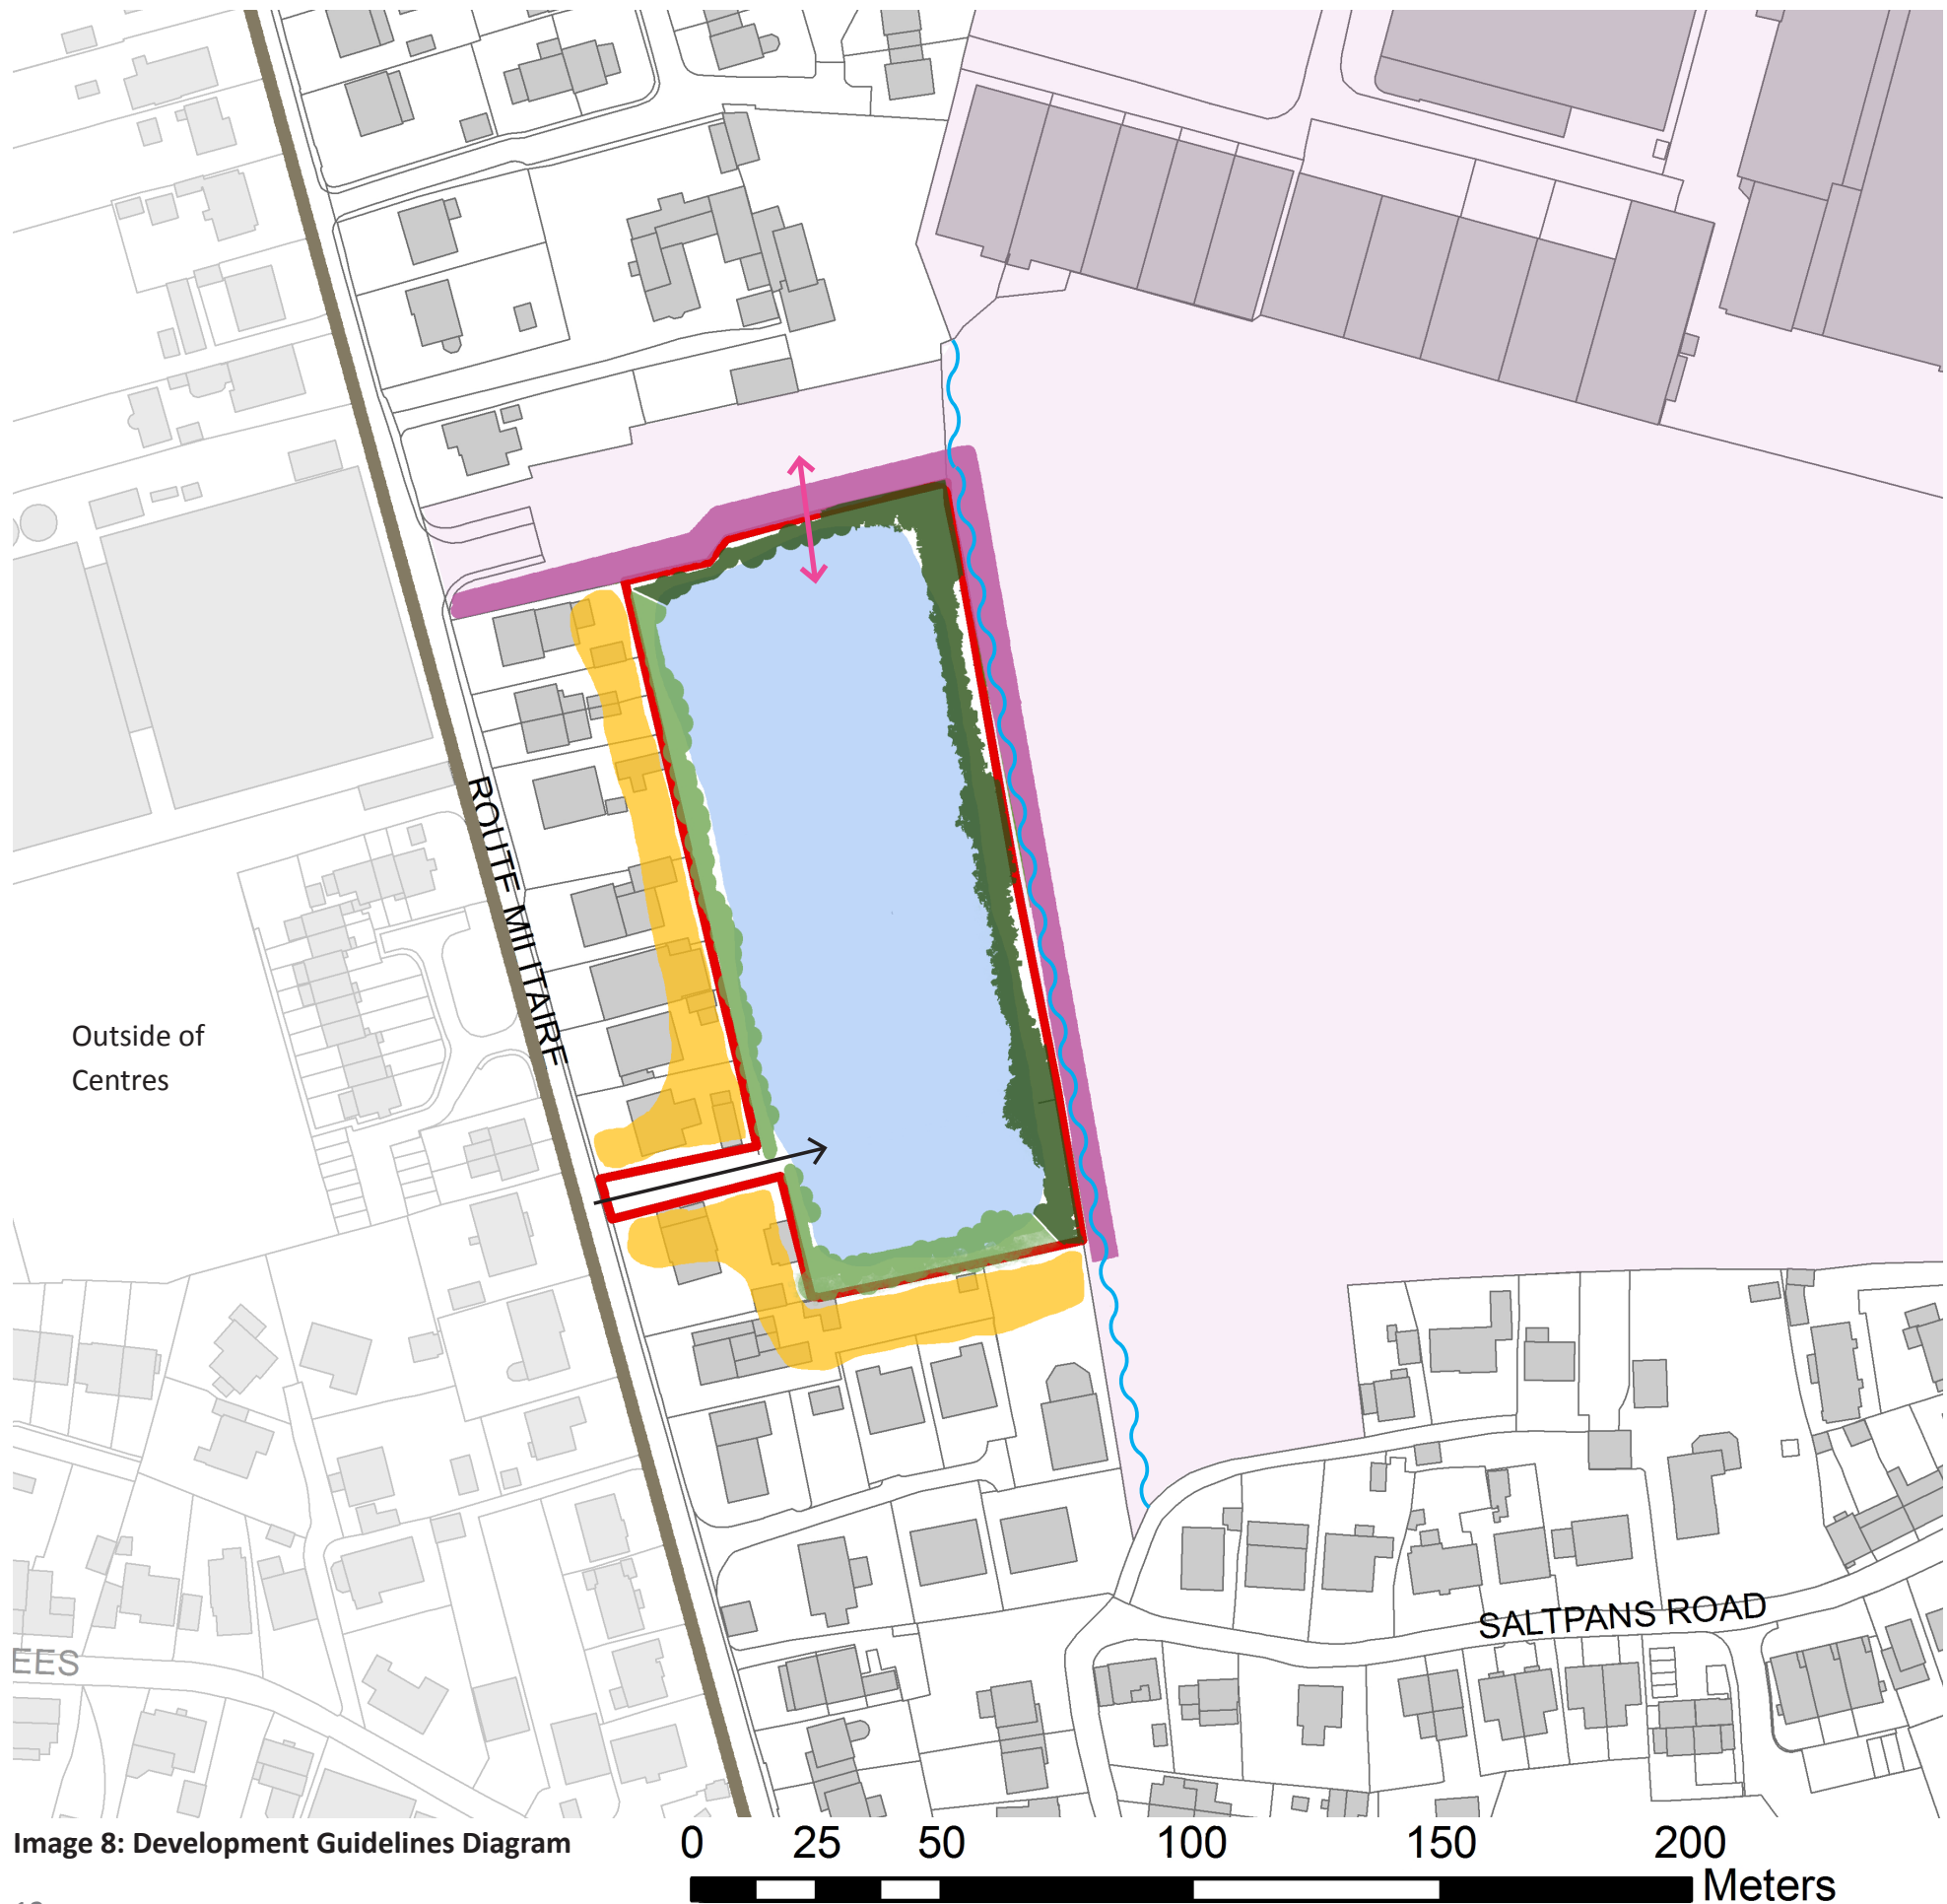 ROUTE MILITAIRE
Outside of
Centres
SALTPANS ROAD
EES
Image 8: Development Guidelines Diagram
0 25 50 100 150 200
Meters